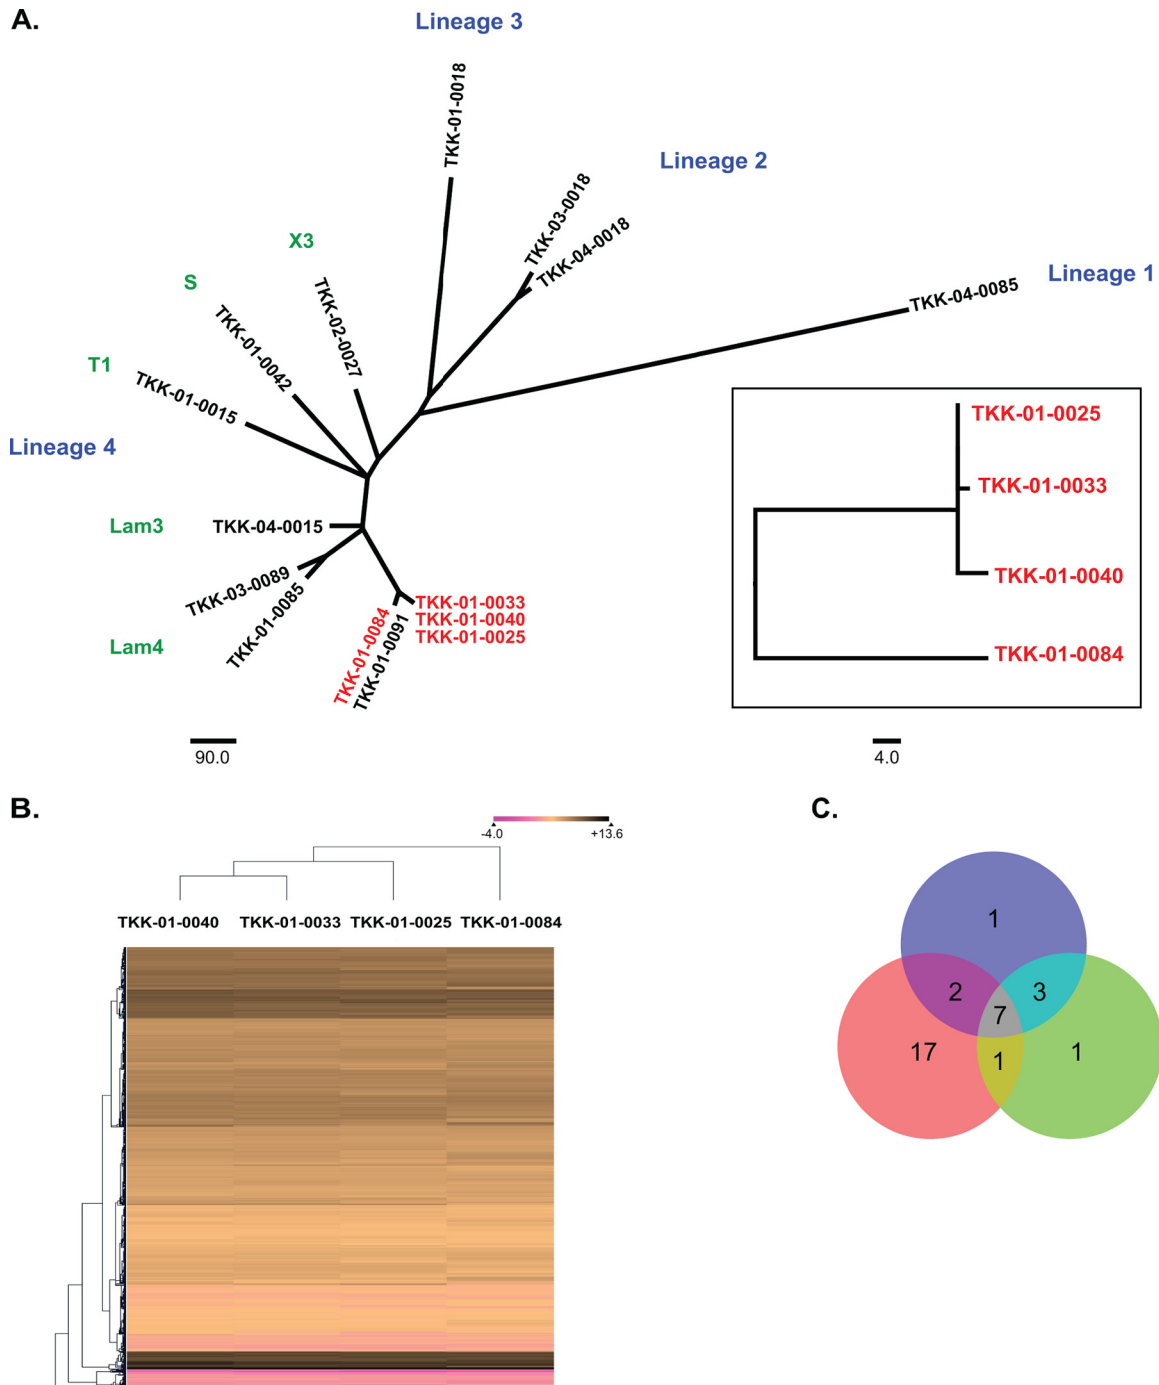 A.
Lineage 3
TKK-01-0018
Lineage 2
TKK-03-0018
TKK-04-0018
X3
Lineage 1
TKK-04-0085
S
TKK-02-0027
TKK-01-0042
T1
TKK-01-0015
Lineage 4
Lam3
TKK-04-0015
TKK-03-0089
TKK-01-0085
Lam4
TKK-01-0084
TKK-01-0091
TKK-01-0033
TKK-01-0040
TKK-01-0025
90.0
TKK-01-0025
TKK-01-0033
TKK-01-0040
TKK-01-0084
4.0
B.
-4.0 +13.6
TKK-01-0040 TKK-01-0033 TKK-01-0025 TKK-01-0084
C.
1
2 3
7
17 1 1